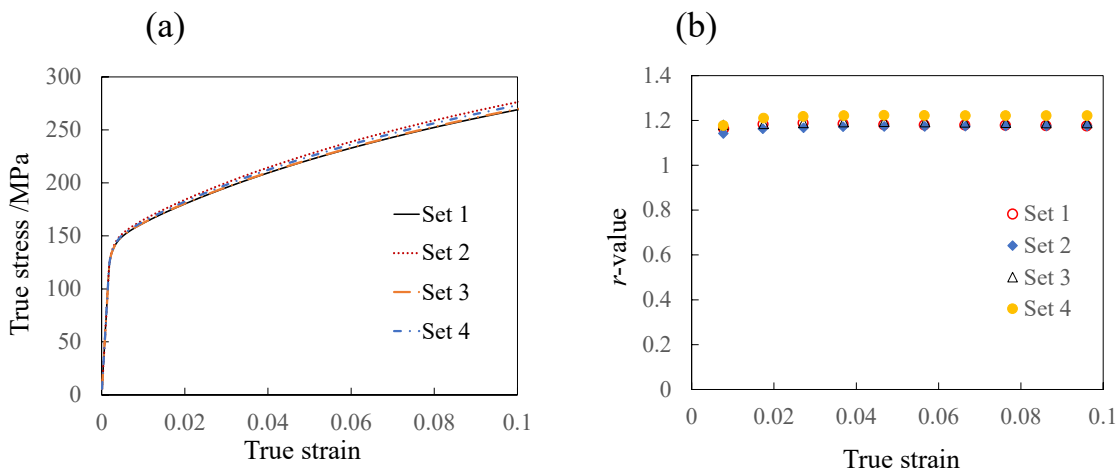 (a)
True stress /MPa
300
250
200
150
100
50
0
0 0.02 0.04 0.06 0.08 0.1
True strain
Set 1
Set 2
Set 3
Set 4
(b)
r-value
1.4
1.2
1
0.8
0.6
0.4
0.2
0
0 0.02 0.04 0.06 0.08 0.1
True strain
Set 1
Set 2
Set 3
Set 4